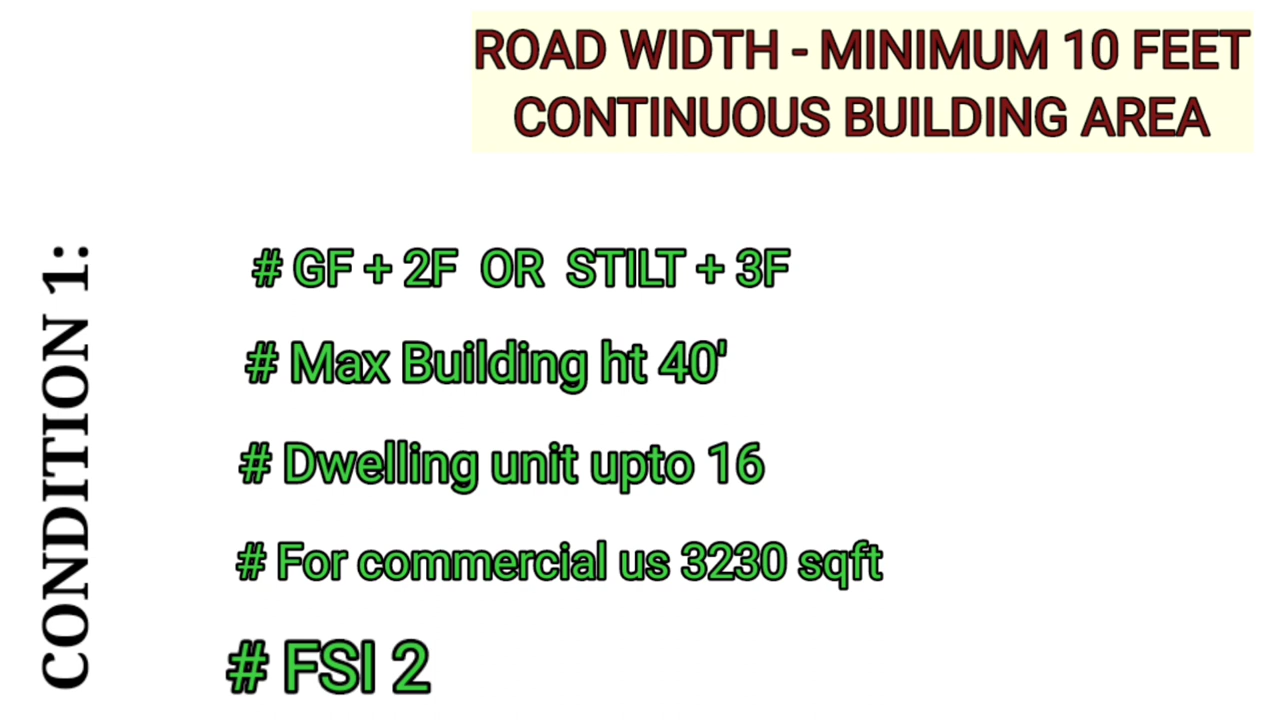 ROAD WIDTH - MINIMUM 10 FEET
CONTINUOUS BUILDING AREA
CONDITION 1:
# GF + 2F OR STILT + 3F
# Max Building ht 40'
# Dwelling unit upto 16
# For commercial us 3230 sqft
# FSI 2